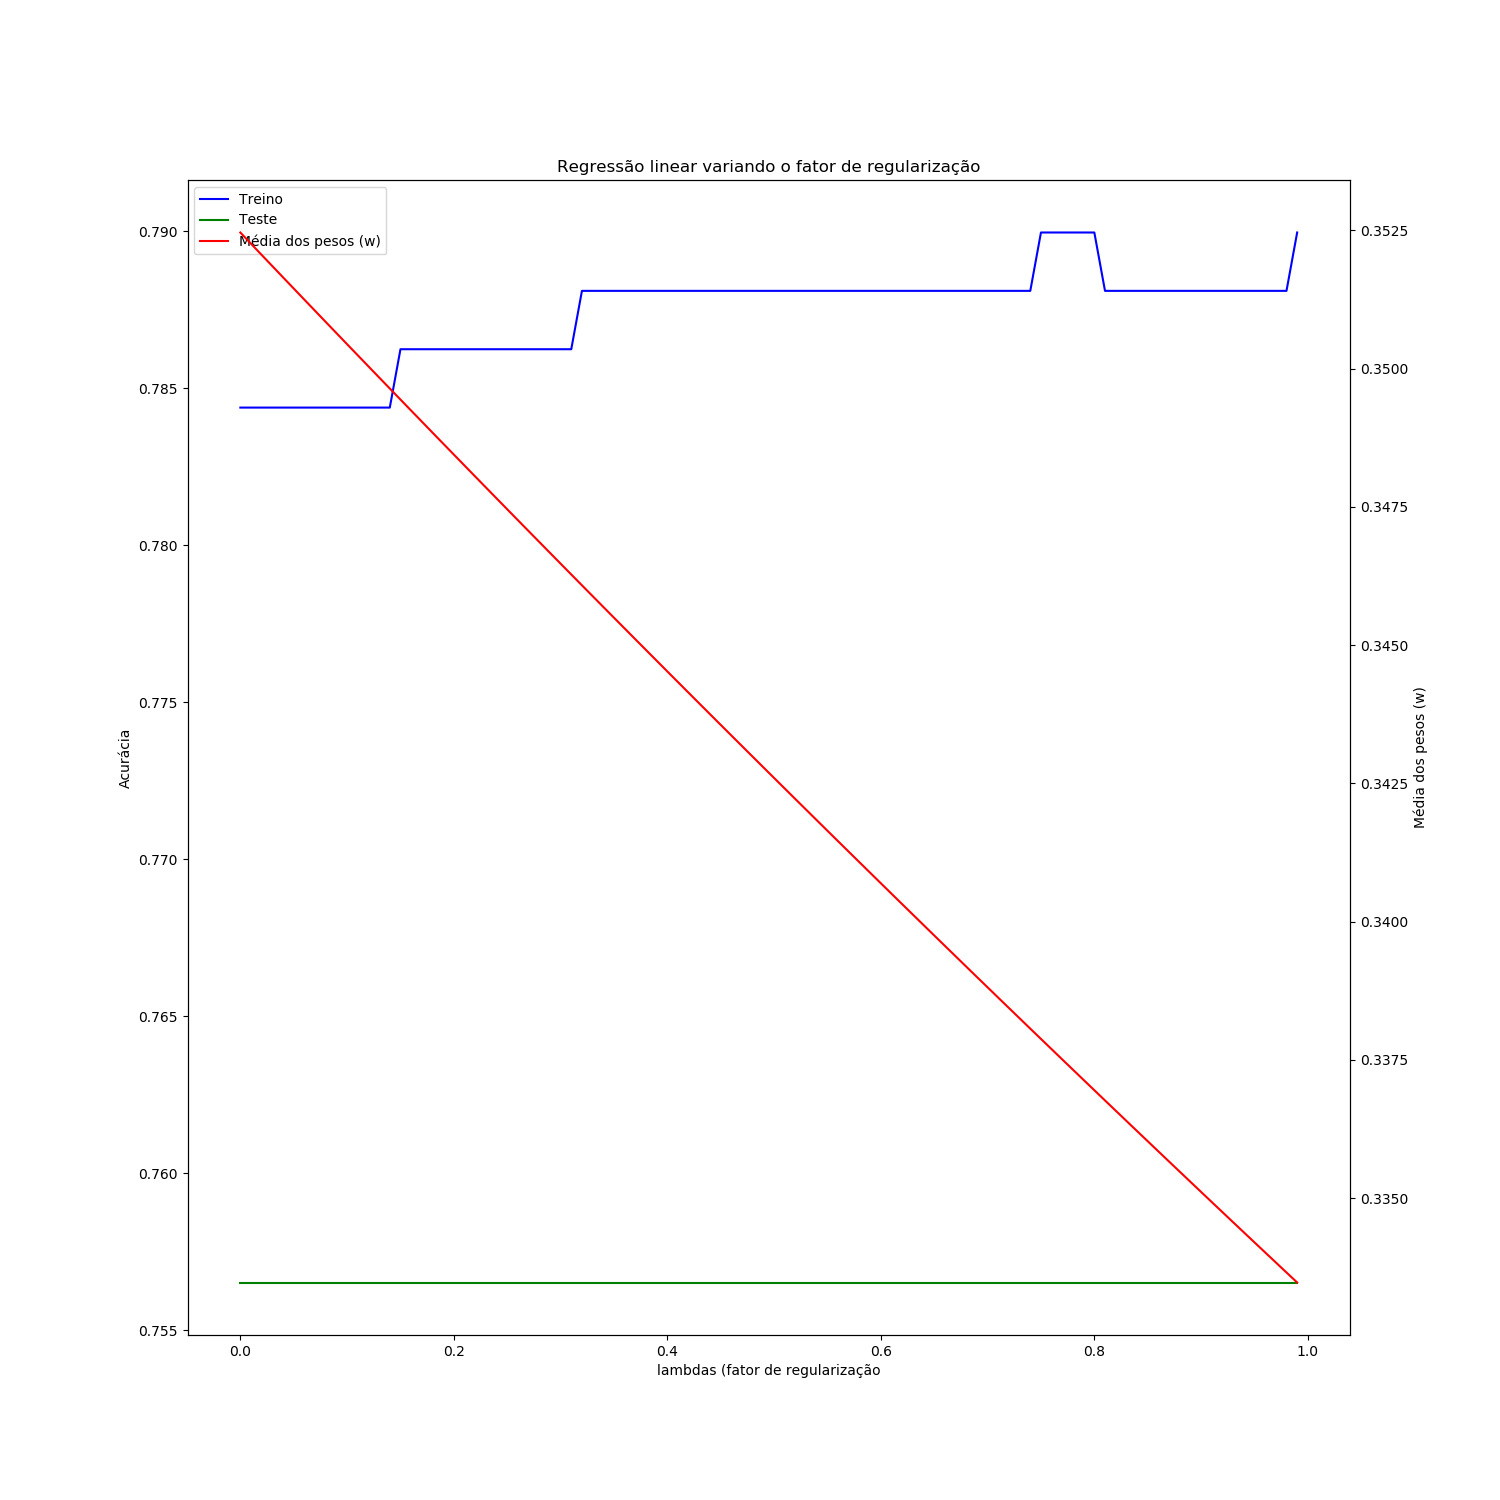 Regressão linear variando o fator de regularização
Treino
Teste
Média dos pesos (w)
0.790
0.785
0.780
0.775
0.770
0.765
0.760
0.755
Acurácia
0.3525
0.3500
0.3475
0.3450
0.3425
0.3400
0.3375
0.3350
Média dos pesos (w)
0.0 0.2 0.4 0.6 0.8 1.0
lambdas (fator de regularização